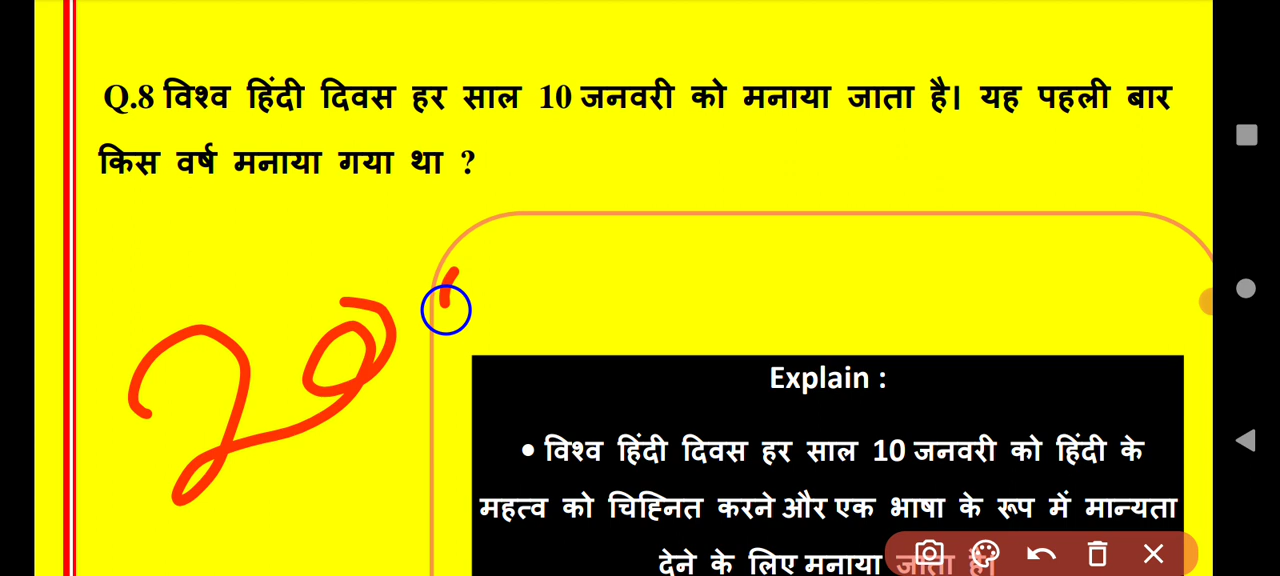 Q.8 विश्व हिंदी दिवस हर साल 10 जनवरी को मनाया जाता है। यह पहली बार
किस वर्ष मनाया गया था ?
20
Explain :
• विश्व हिंदी दिवस हर साल 10 जनवरी को हिंदी के
महत्व को चिह्नित करने और एक भाषा के रूप में मान्यता
देने के लिए मनाया जाता है।